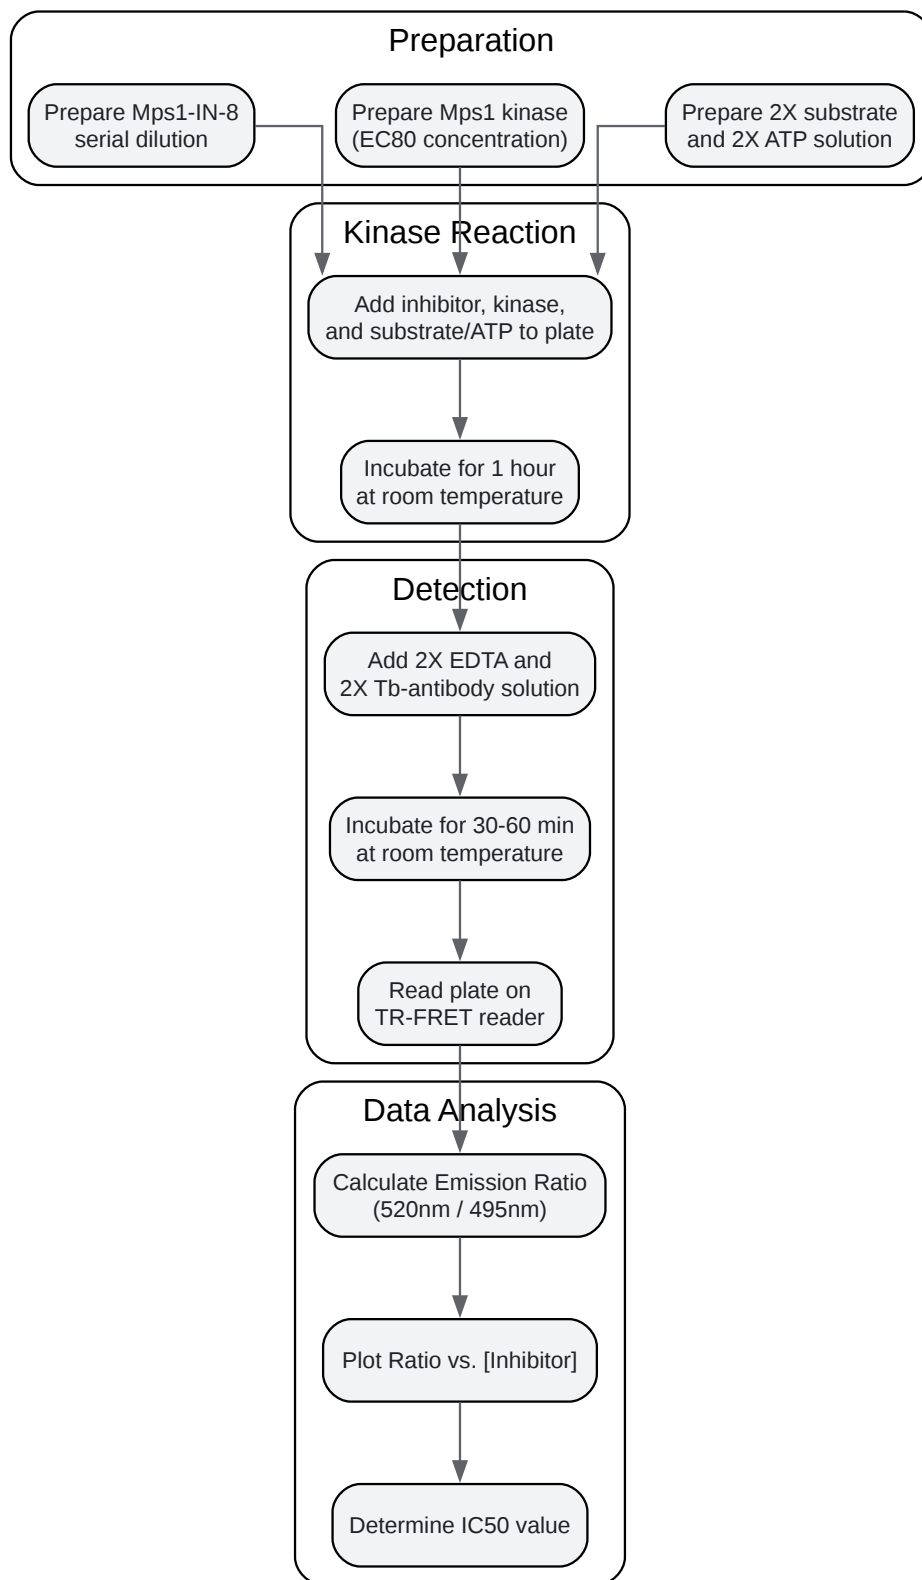 Preparation
Prepare Mps1-IN-8
serial dilution
Prepare Mps1 kinase
(EC80 concentration)
Prepare 2X substrate
and 2X ATP solution
Kinase Reaction
Add inhibitor, kinase,
and substrate/ATP to plate
Incubate for 1 hour
at room temperature
Detection
Add 2X EDTA and
2X Tb-antibody solution
Incubate for 30-60 min
at room temperature
Read plate on
TR-FRET reader
Data Analysis
Calculate Emission Ratio
(520nm / 495nm)
Plot Ratio vs. [Inhibitor]
Determine IC50 value